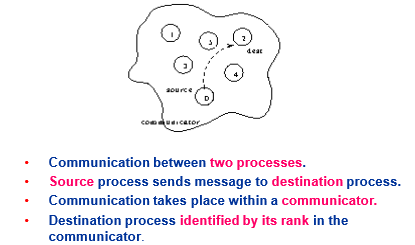 1
5
2
dest
3
4
source
0
communicator
• Communication between two processes.
• Source process sends message to destination process.
• Communication takes place within a communicator.
• Destination process identified by its rank in the
communicator.